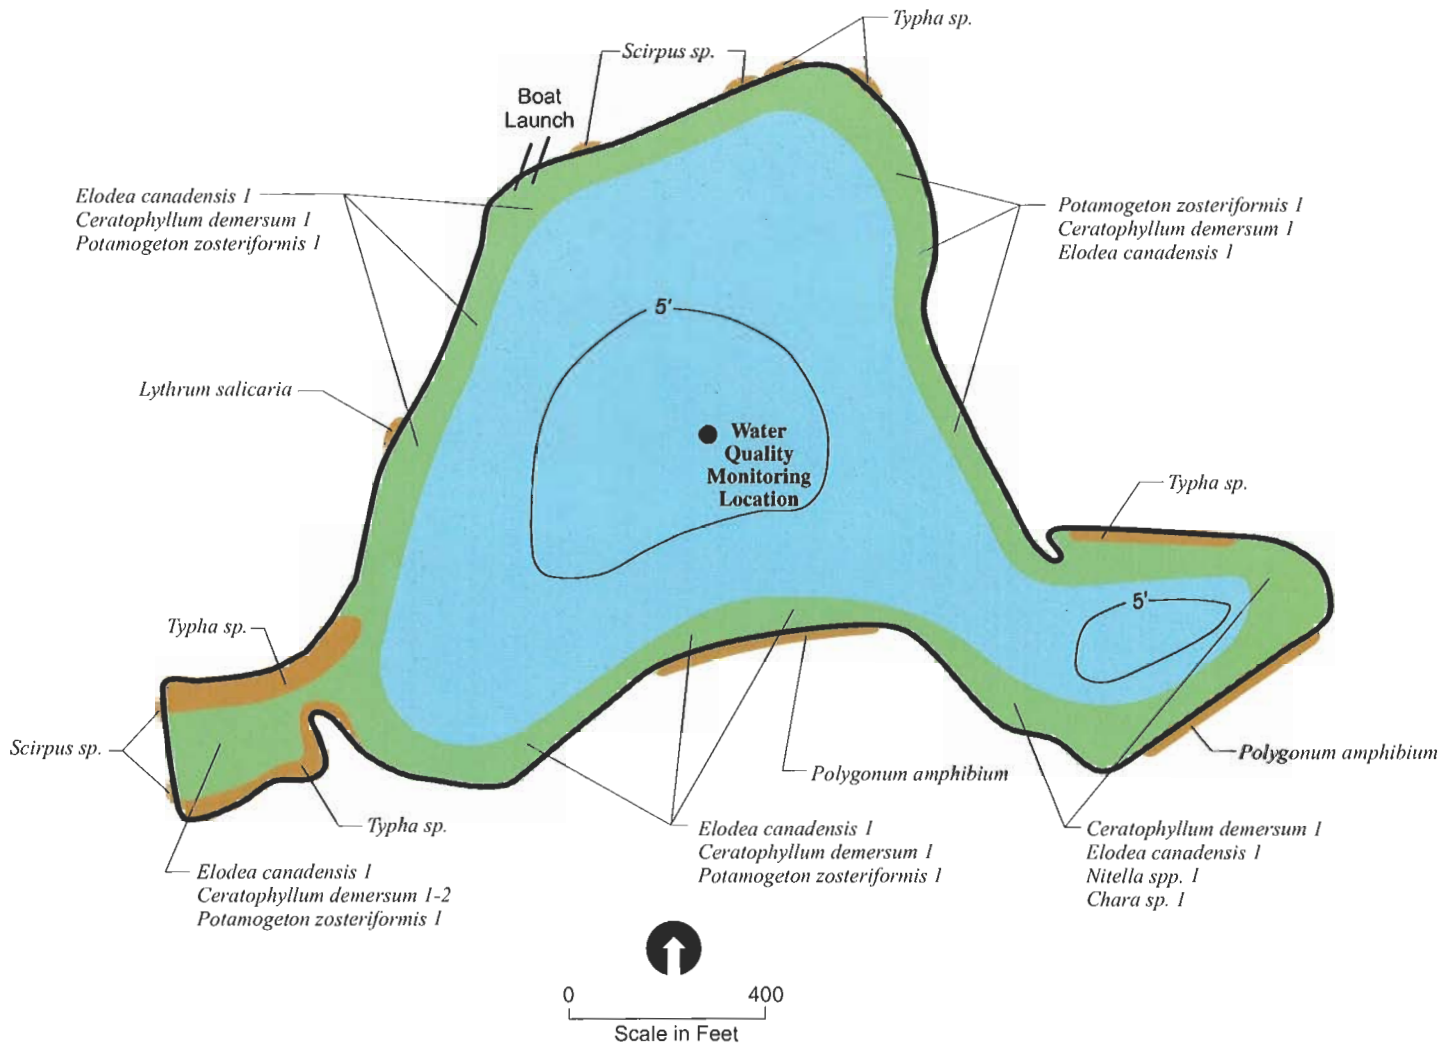 Typha sp.
Scirpus sp.
Boat
Launch
Elodea canadensis 1
Ceratophyllum demersum 1
Potamogeton zosteriformis 1
Potamogeton zosteriformis 1
Ceratophyllum demersum 1
Elodea canadensis 1
5'
Lythrum salicaria
Water
Quality
Monitoring
Location
Typha sp.
5'
Typha sp.
Scirpus sp.
Polygonum amphibium
Polygonum amphibium
Typha sp.
Elodea canadensis 1
Ceratophyllum demersum 1
Potamogeton zosteriformis 1
Ceratophyllum demersum 1
Elodea canadensis 1
Nitella spp. 1
Chara sp. 1
Elodea canadensis 1
Ceratophyllum demersum 1-2
Potamogeton zosteriformis 1
0 400
Scale in Feet